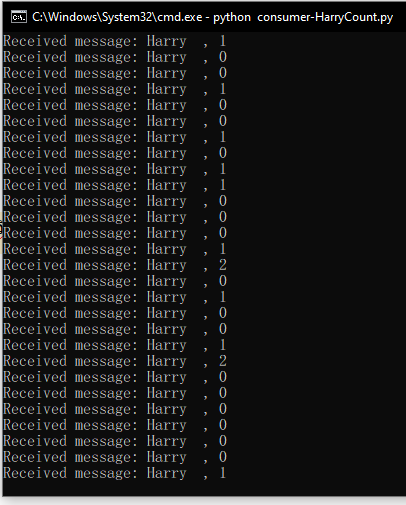 C:\Windows\System32\cmd.exe - python  consumer-HarryCount.py
Received message: Harry  , 1
Received message: Harry  , 0
Received message: Harry  , 0
Received message: Harry  , 1
Received message: Harry  , 0
Received message: Harry  , 0
Received message: Harry  , 1
Received message: Harry  , 0
Received message: Harry  , 1
Received message: Harry  , 1
Received message: Harry  , 0
Received message: Harry  , 0
Received message: Harry  , 0
Received message: Harry  , 1
Received message: Harry  , 2
Received message: Harry  , 0
Received message: Harry  , 1
Received message: Harry  , 0
Received message: Harry  , 0
Received message: Harry  , 1
Received message: Harry  , 2
Received message: Harry  , 0
Received message: Harry  , 0
Received message: Harry  , 0
Received message: Harry  , 0
Received message: Harry  , 0
Received message: Harry  , 0
Received message: Harry  , 1